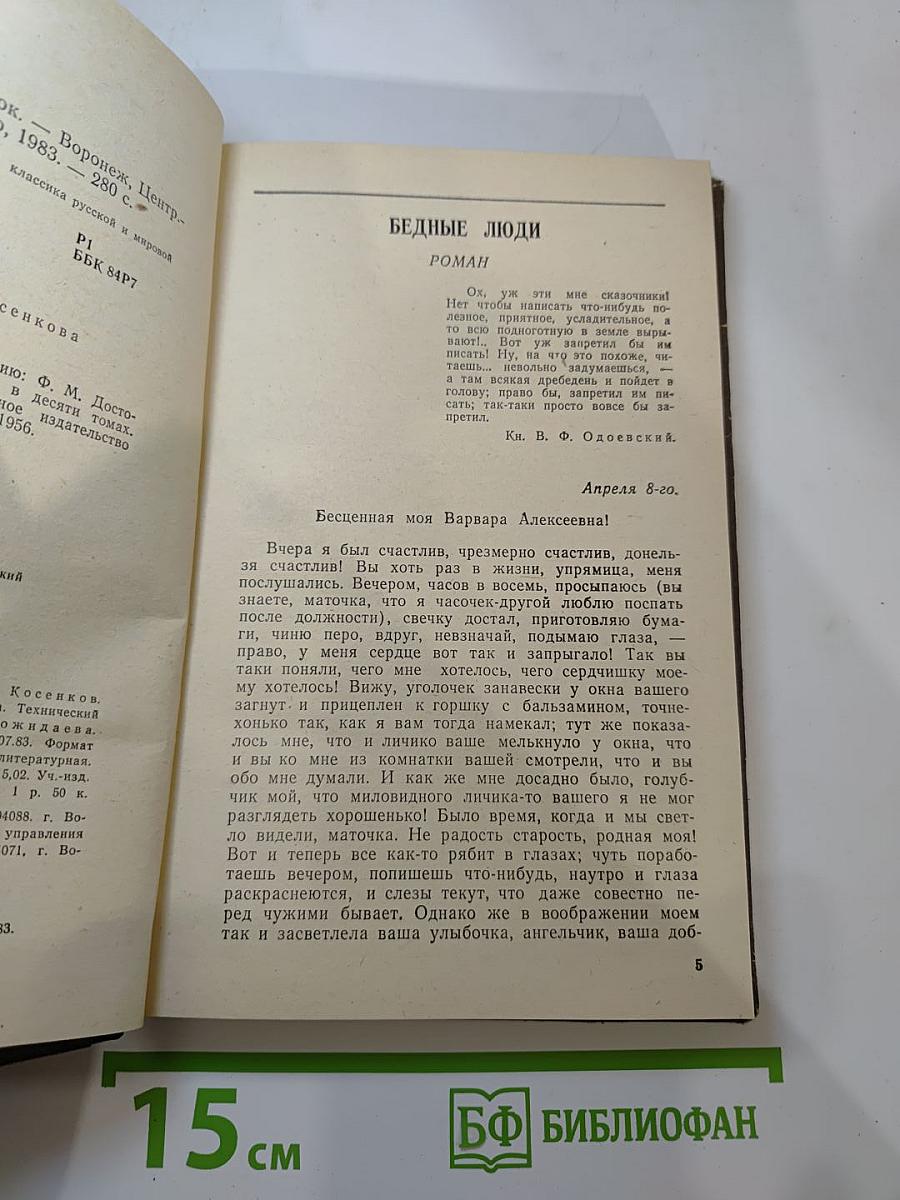 ок. — Воронеж, Центр.-
о, 1983. — 280 с.
классика русской и мировой
Р1
ББК 84Р7
сенкова
ию: Ф. М. Досто-
в десяти томах.
ное издательство
1956.
кий
Косенков.
Технический
ожидаева.
07.83. Формат
литературная.
5,02. Уч.-изд.
1 р. 50 к.
04088. г. Во-
управления
071, г. Во-
83.
БЕДНЫЕ ЛЮДИ
РОМАН
Ох, уж эти мне сказочники!
Нет чтобы написать что-нибудь по-
лезное, приятное, усладительное, а
то всю подноготную в земле выры-
вают!.. Вот уж запретил бы им
писать! Ну, на что это похоже, чи-
таешь... невольно задумаешься, —
а там всякая дребедень и пойдет в
голову; право бы, запретил им пи-
сать; так-таки просто вовсе бы за-
претил.
Кн. В. Ф. Одоевский.
Апреля 8-го.
Бесценная моя Варвара Алексеевна!
Вчера я был счастлив, чрезмерно счастлив, донель-
зя счастлив! Вы хоть раз в жизни, упрямица, меня
послушались. Вечером, часов в восемь, просыпаюсь (вы
знаете, маточка, что я часочек-другой люблю поспать
после должности), свечку достал, приготовляю бума-
ги, чиню перо, вдруг, невзначай, подымаю глаза, —
право, у меня сердце вот так и запрыгало! Так вы
таки поняли, чего мне хотелось, чего сердчишку мое-
му хотелось! Вижу, уголочек занавески у окна вашего
загнут и прицеплен к горшку с бальзамином, точне-
хонько так, как я вам тогда намекал; тут же показа-
лось мне, что и личико ваше мелькнуло у окна, что
и вы ко мне из комнатки вашей смотрели, что и вы
обо мне думали. И как же мне досадно было, голуб-
чик мой, что миловидного личика-то вашего я не мог
разглядеть хорошенько! Было время, когда и мы свет-
ло видели, маточка. Не радость старость, родная моя!
Вот и теперь все как-то рябит в глазах; чуть порабо-
таешь вечером, попишешь что-нибудь, наутро и глаза
раскраснеются, и слезы текут, что даже совестно пе-
ред чужими бывает. Однако же в воображении моем
так и засветлела ваша улыбочка, ангельчик, ваша доб-
5
15 см
БФ БИБЛИОФАН